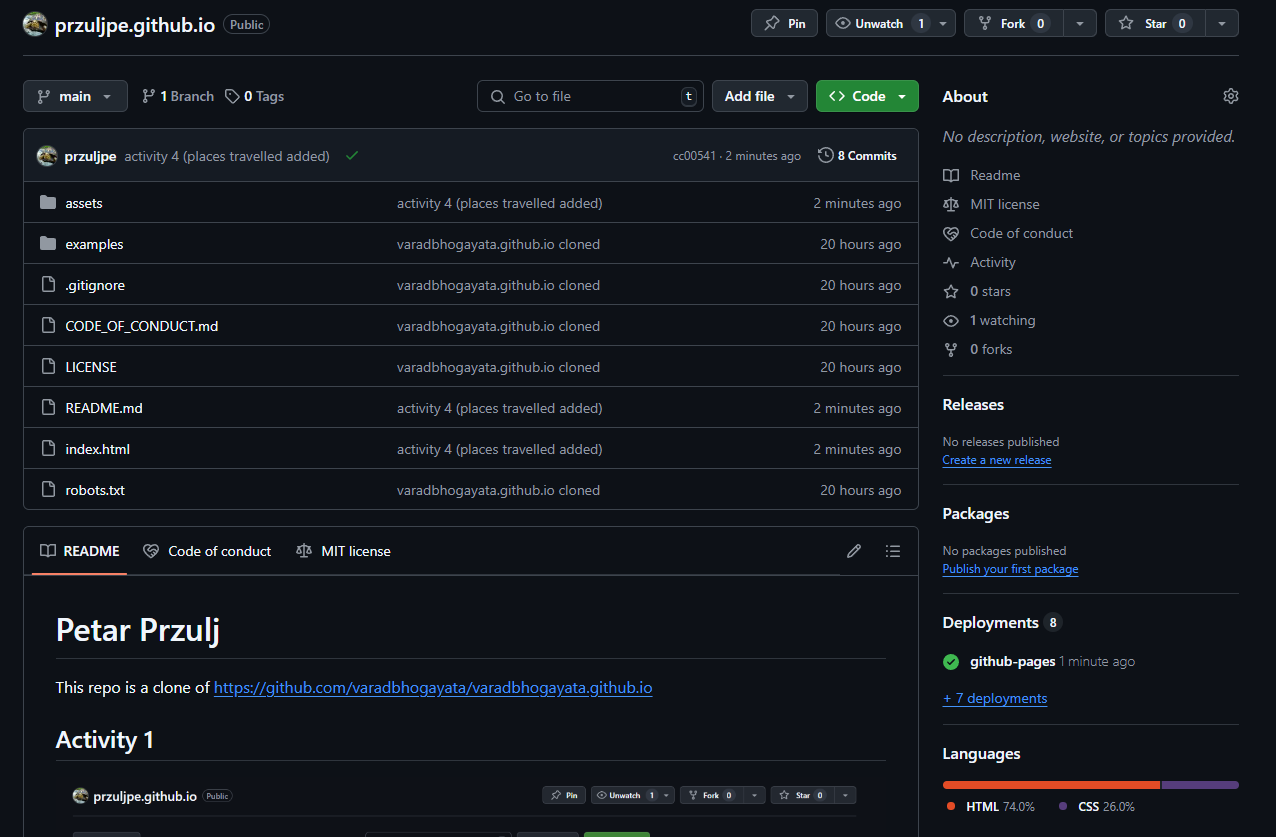 przuljpe.github.io Public Pin Unwatch 1 Fork 0 Star 0
main 1 Branch 0 Tags Go to file t Add file Code
przuljpe activity 4 (places travelled added) cc00541 · 2 minutes ago 8 Commits
assets activity 4 (places travelled added) 2 minutes ago
examples varadbhogayata.github.io cloned 20 hours ago
.gitignore varadbhogayata.github.io cloned 20 hours ago
CODE_OF_CONDUCT.md varadbhogayata.github.io cloned 20 hours ago
LICENSE varadbhogayata.github.io cloned 20 hours ago
README.md activity 4 (places travelled added) 2 minutes ago
index.html activity 4 (places travelled added) 2 minutes ago
robots.txt varadbhogayata.github.io cloned 20 hours ago
README Code of conduct MIT license
Petar Przulj
This repo is a clone of https://github.com/varadbhogayata/varadbhogayata.github.io
Activity 1
przuljpe.github.io Public Pin Unwatch 1 Fork 0 Star 0
About
No description, website, or topics provided.
Readme
MIT license
Code of conduct
Activity
0 stars
1 watching
0 forks
Releases
No releases published
Create a new release
Packages
No packages published
Publish your first package
Deployments 8
github-pages 1 minute ago
+ 7 deployments
Languages
HTML 74.0% CSS 26.0%